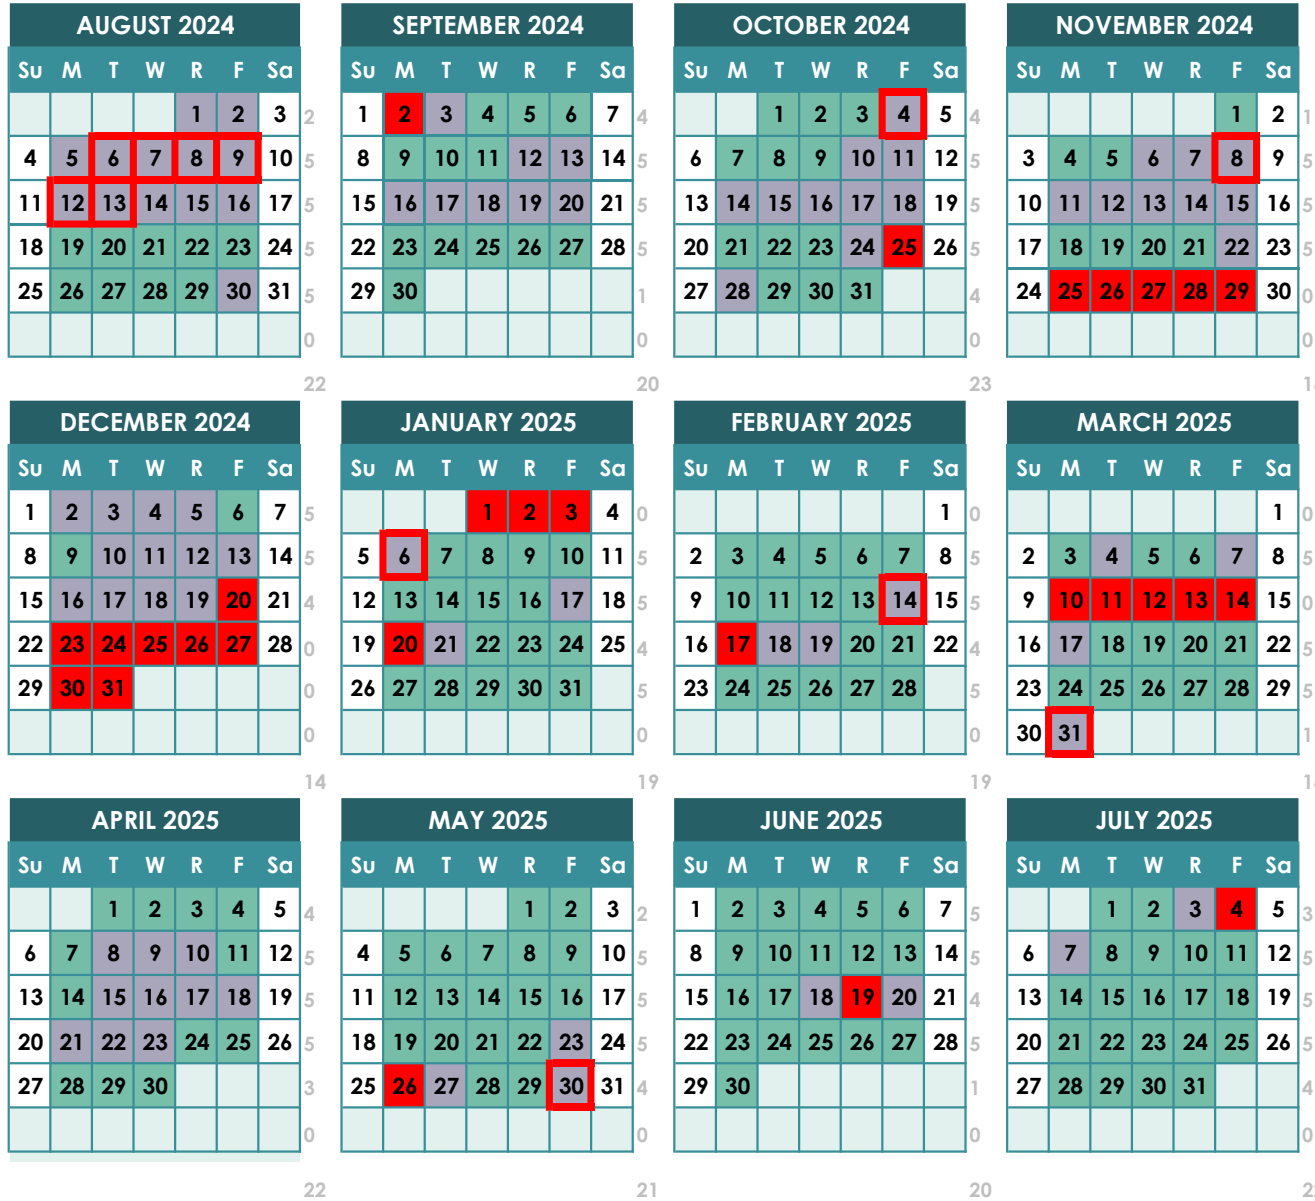 AUGUST 2024
Su M T W R F Sa
1 2 3 2
4 5 6 7 8 9 10 5
11 12 13 14 15 16 17 5
18 19 20 21 22 23 24 5
25 26 27 28 29 30 31 5
0
22
SEPTEMBER 2024
Su M T W R F Sa
1 2 3 4 5 6 7 4
8 9 10 11 12 13 14 5
15 16 17 18 19 20 21 5
22 23 24 25 26 27 28 5
29 30 1
0
20
OCTOBER 2024
Su M T W R F Sa
1 2 3 4 5 4
6 7 8 9 10 11 12 5
13 14 15 16 17 18 19 5
20 21 22 23 24 25 26 5
27 28 29 30 31 4
0
23
NOVEMBER 2024
Su M T W R F Sa
1 2 1
3 4 5 6 7 8 9 5
10 11 12 13 14 15 16 5
17 18 19 20 21 22 23 5
24 25 26 27 28 29 30 0
0
DECEMBER 2024
Su M T W R F Sa
1 2 3 4 5 6 7 5
8 9 10 11 12 13 14 5
15 16 17 18 19 20 21 4
22 23 24 25 26 27 28 0
29 30 31 0
0
14
JANUARY 2025
Su M T W R F Sa
1 2 3 4 0
5 6 7 8 9 10 11 5
12 13 14 15 16 17 18 5
19 20 21 22 23 24 25 4
26 27 28 29 30 31 5
0
19
FEBRUARY 2025
Su M T W R F Sa
1 0
2 3 4 5 6 7 8 5
9 10 11 12 13 14 15 5
16 17 18 19 20 21 22 4
23 24 25 26 27 28 5
0
19
MARCH 2025
Su M T W R F Sa
1 0
2 3 4 5 6 7 8 5
9 10 11 12 13 14 15 0
16 17 18 19 20 21 22 5
23 24 25 26 27 28 29 5
30 31 1
APRIL 2025
Su M T W R F Sa
1 2 3 4 5 4
6 7 8 9 10 11 12 5
13 14 15 16 17 18 19 5
20 21 22 23 24 25 26 5
27 28 29 30 3
0
22
MAY 2025
Su M T W R F Sa
1 2 3 2
4 5 6 7 8 9 10 5
11 12 13 14 15 16 17 5
18 19 20 21 22 23 24 5
25 26 27 28 29 30 31 4
0
21
JUNE 2025
Su M T W R F Sa
1 2 3 4 5 6 7 5
8 9 10 11 12 13 14 5
15 16 17 18 19 20 21 4
22 23 24 25 26 27 28 5
29 30 1
0
20
JULY 2025
Su M T W R F Sa
1 2 3 4 5 3
6 7 8 9 10 11 12 5
13 14 15 16 17 18 19 5
20 21 22 23 24 25 26 5
27 28 29 30 31 4
0